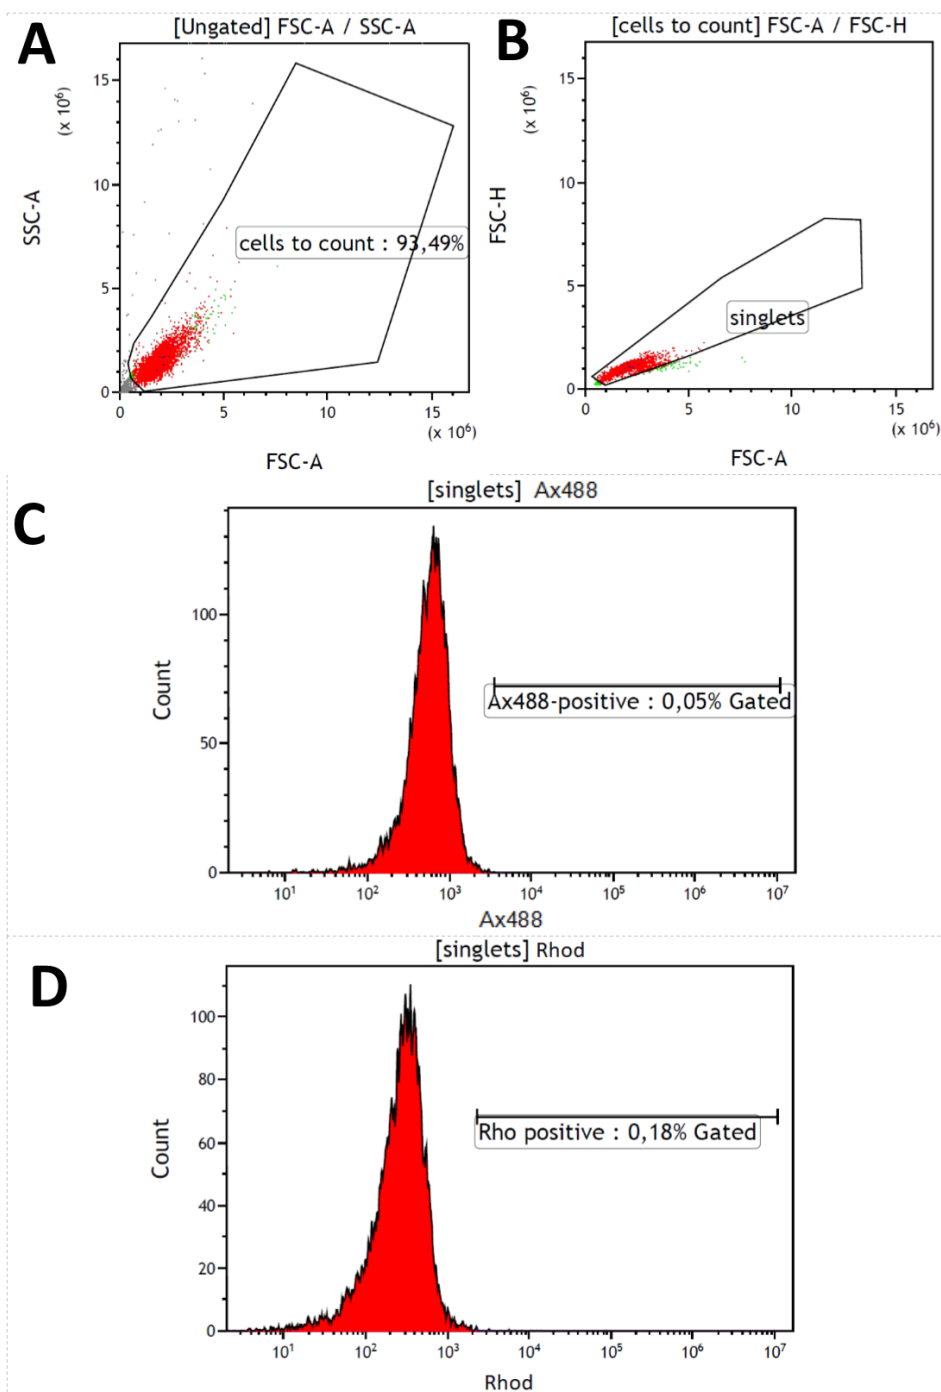 A
[Ungated] FSC-A / SSC-A
(x 10⁶)
SSC-A
15
10
5
0
cells to count : 93,49%
0 5 10 15
(x 10⁶)
FSC-A
B
[cells to count] FSC-A / FSC-H
(x 10⁶)
FSC-H
15
10
5
0
singlets
0 5 10 15
(x 10⁶)
FSC-A
C
[singlets] Ax488
Count
100
50
0
Ax488-positive : 0,05% Gated
10¹ 10² 10³ 10⁴ 10⁵ 10⁶ 10⁷
Ax488
D
[singlets] Rhod
Count
100
80
60
40
20
0
Rho positive : 0,18% Gated
10¹ 10² 10³ 10⁴ 10⁵ 10⁶ 10⁷
Rhod